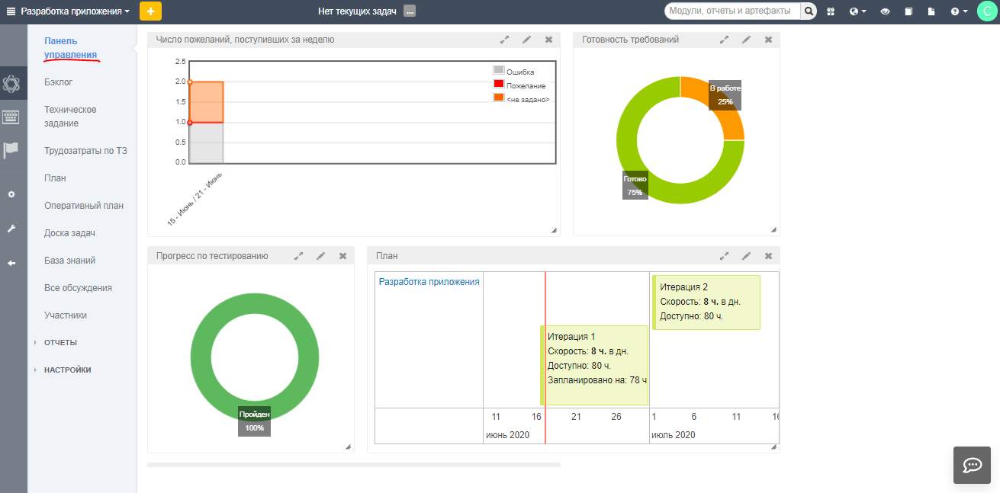 Разработка приложения
+
Нет текущих задач ...
Модули, отчеты и артефакты
С
Панель
управления
Бэклог
Техническое
задание
Трудозатраты по ТЗ
План
Оперативный план
Доска задач
База знаний
Все обсуждения
Участники
ОТЧЕТЫ
НАСТРОЙКИ
Число пожеланий, поступивших за неделю
2.5
2.0
1.5
1.0
0.5
0.0
Ошибка
Пожелание
<не задано>
15 - Июнь / 21 - Июнь
Готовность требований
В работе
25%
Готово
75%
Прогресс по тестированию
Пройден
100%
План
Разработка приложения
Итерация 2
Скорость: 8 ч. в дн.
Доступно: 80 ч.
Итерация 1
Скорость: 8 ч. в дн.
Доступно: 80 ч.
Запланировано на: 78 ч
11 16 21 26 1 6 11 16
июнь 2020 июль 2020